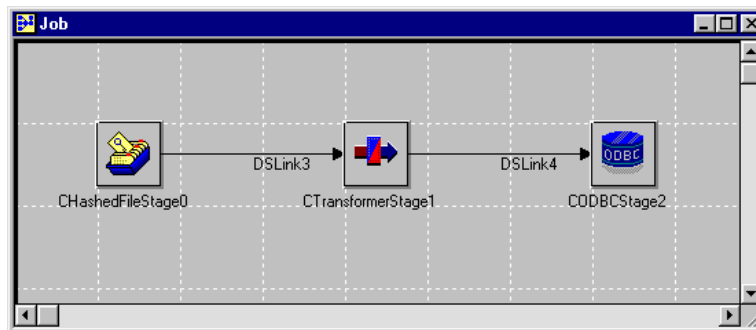 Job
DSLink3
DSLink4
ODBC
CHashedFileStage0
CTransformerStage1
CODBCStage2